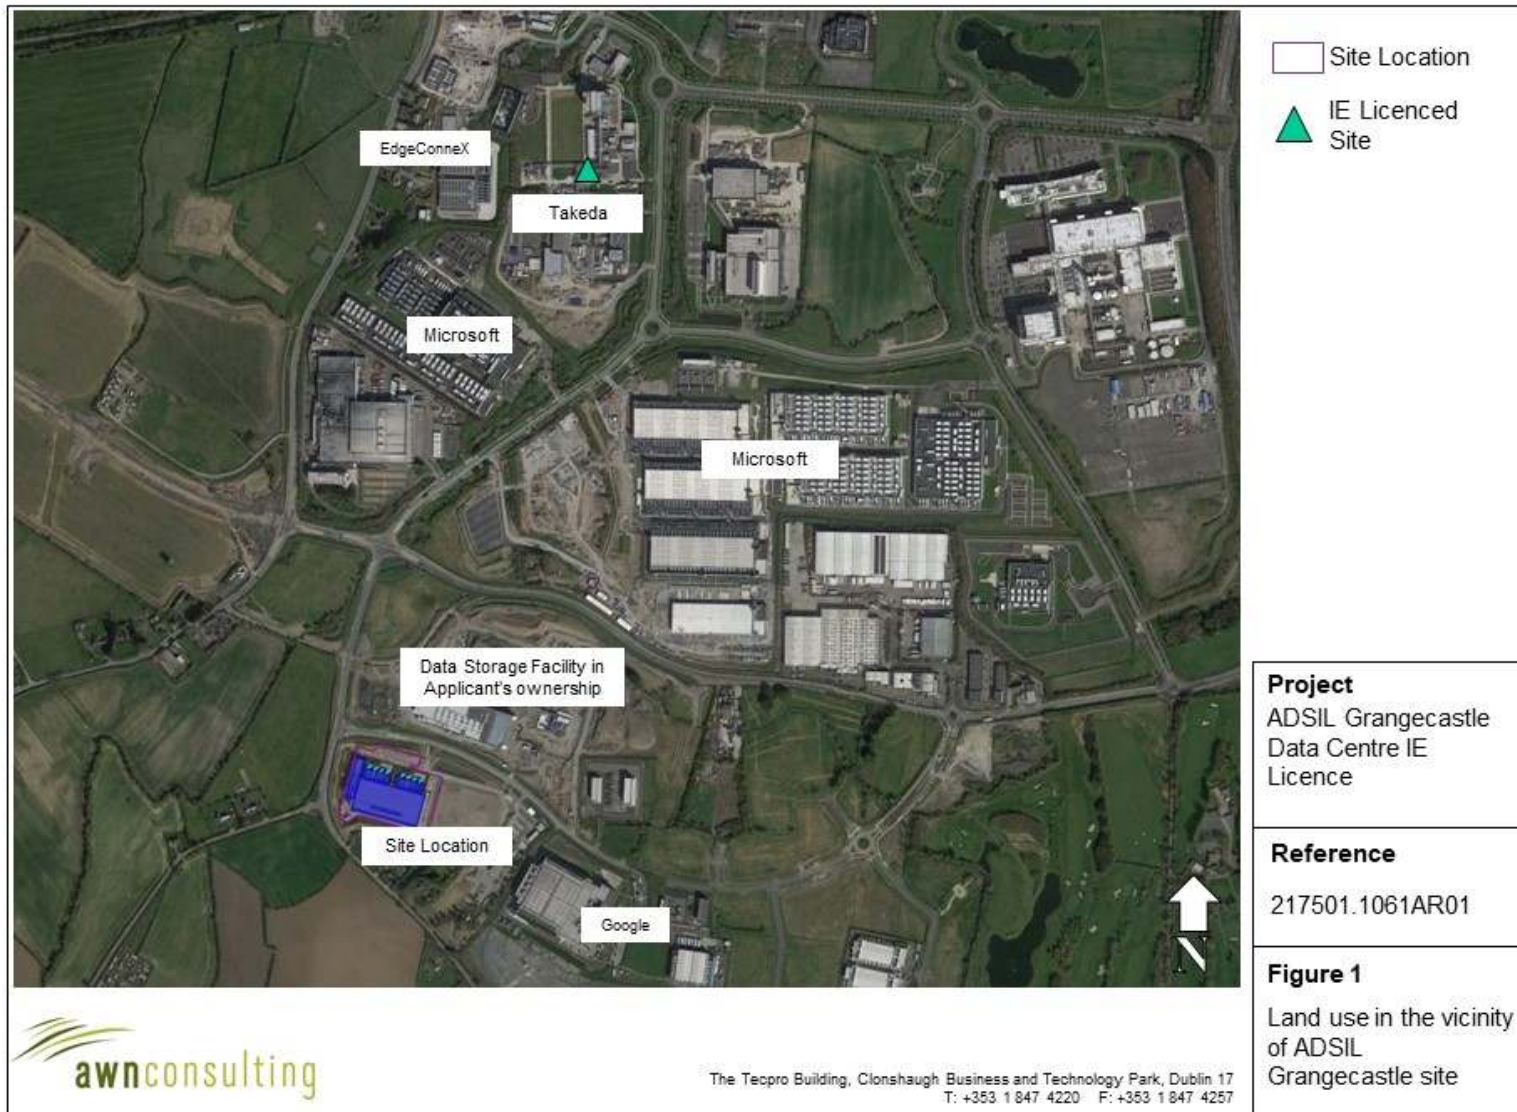 Site Location
IE Licenced
Site
EdgeConneX
Takeda
Microsoft
Microsoft
Data Storage Facility in
Applicant's ownership
Site Location
Google
N
Project
ADSIL Grangecastle
Data Centre IE
Licence
Reference
217501.1061AR01
Figure 1
Land use in the vicinity
of ADSIL
Grangecastle site
awnconsulting
The Tecpro Building, Clonshaugh Business and Technology Park, Dublin 17
T: +353 1 847 4220 F: +353 1 847 4257